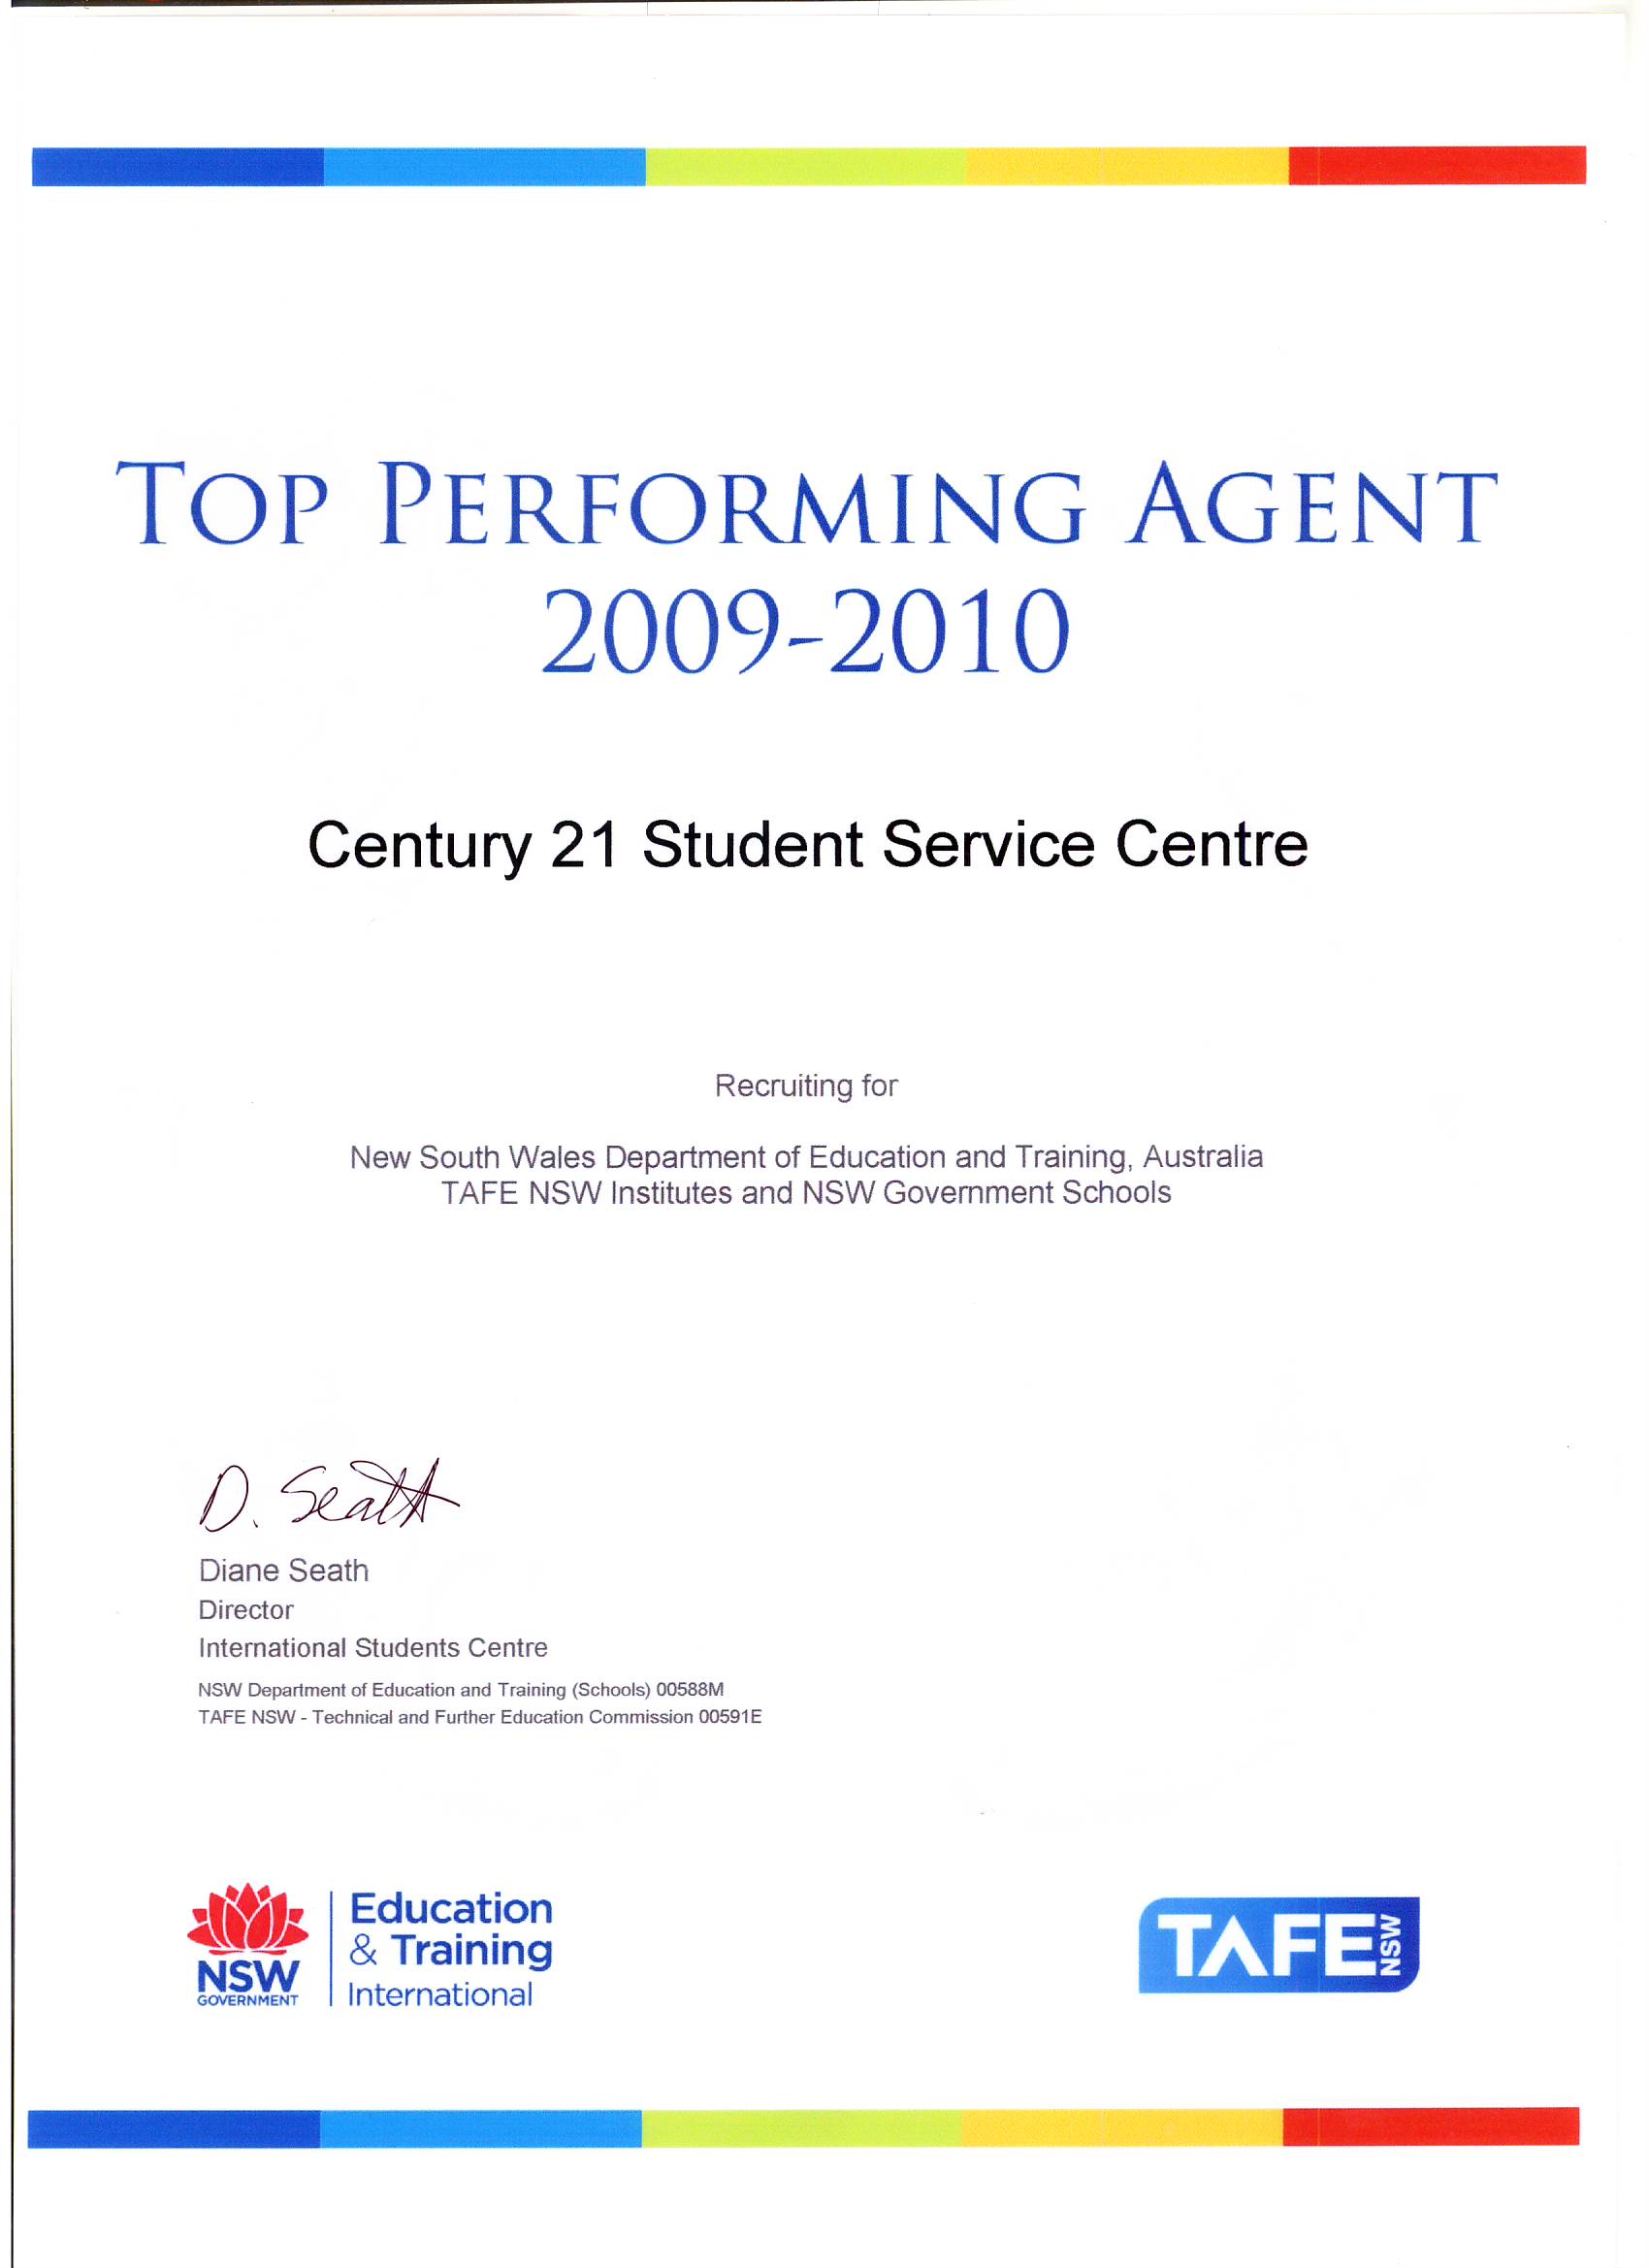 TOP PERFORMING AGENT
2009-2010
Century 21 Student Service Centre
Recruiting for
New South Wales Department of Education and Training, Australia
TAFE NSW Institutes and NSW Government Schools
D. Seath
Diane Seath
Director
International Students Centre
NSW Department of Education and Training (Schools) 00588M
TAFE NSW - Technical and Further Education Commission 00591E
NSW
GOVERNMENT
Education
& Training
International
TAFE NSW